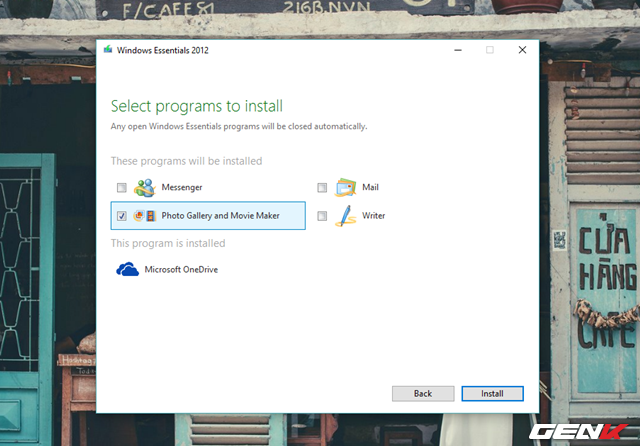 F/CAFE81
216B,NVN.
Windows Essentials 2012
Select programs to install
Any open Windows Essentials programs will be closed automatically.
These programs will be installed
Messenger
Mail
Photo Gallery and Movie Maker
Writer
This program is installed
Microsoft OneDrive
CỬA
HÀNG
CAFE
Back
Install
GENK